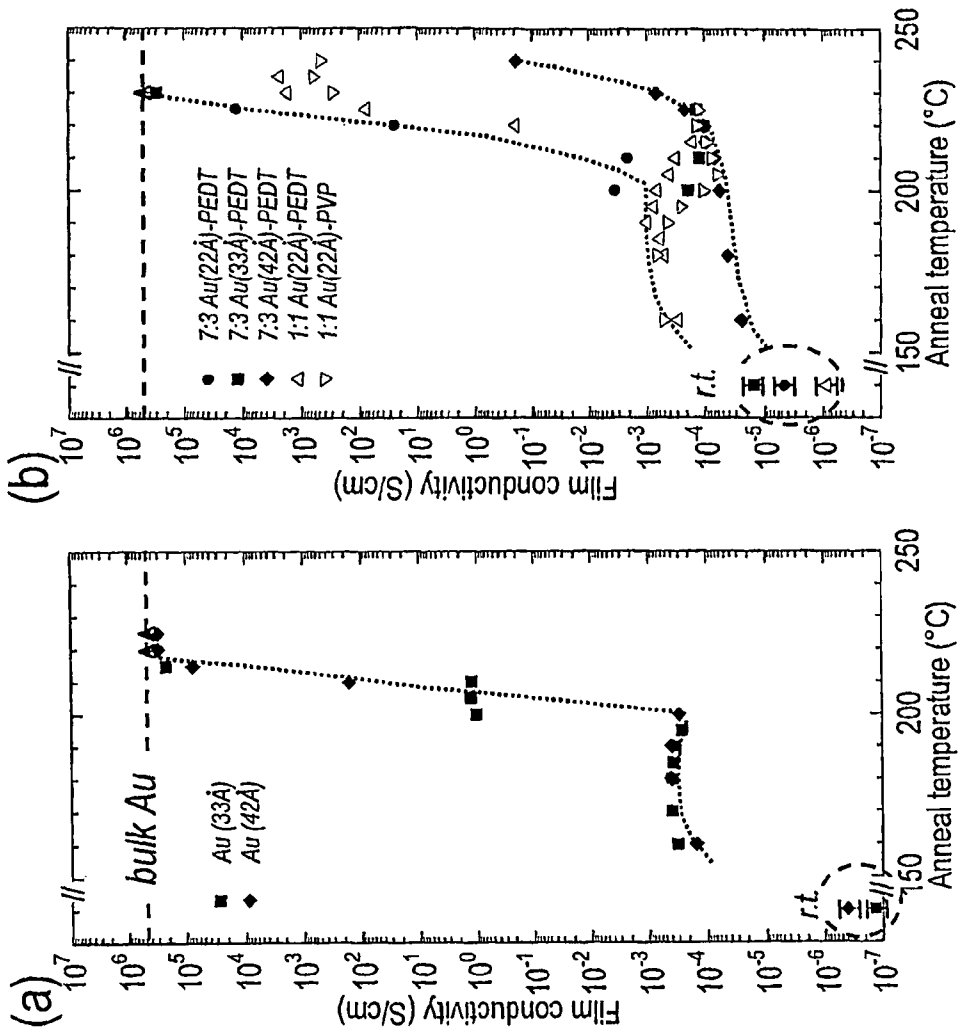 (a)
Film conductivity (S/cm)
10^7
10^6
10^5
10^4
10^3
10^2
10^1
10^0
10^-1
10^-2
10^-3
10^-4
10^-5
10^-6
10^-7
bulk Au
Au (33Å)
Au (42Å)
r.t.
150
200
250
Anneal temperature (°C)
(b)
Film conductivity (S/cm)
10^7
10^6
10^5
10^4
10^3
10^2
10^1
10^0
10^-1
10^-2
10^-3
10^-4
10^-5
10^-6
10^-7
7:3 Au(22Å)-PEDT
7:3 Au(33Å)-PEDT
7:3 Au(42Å)-PEDT
1:1 Au(22Å)-PEDT
1:1 Au(22Å)-PVP
r.t.
150
200
250
Anneal temperature (°C)